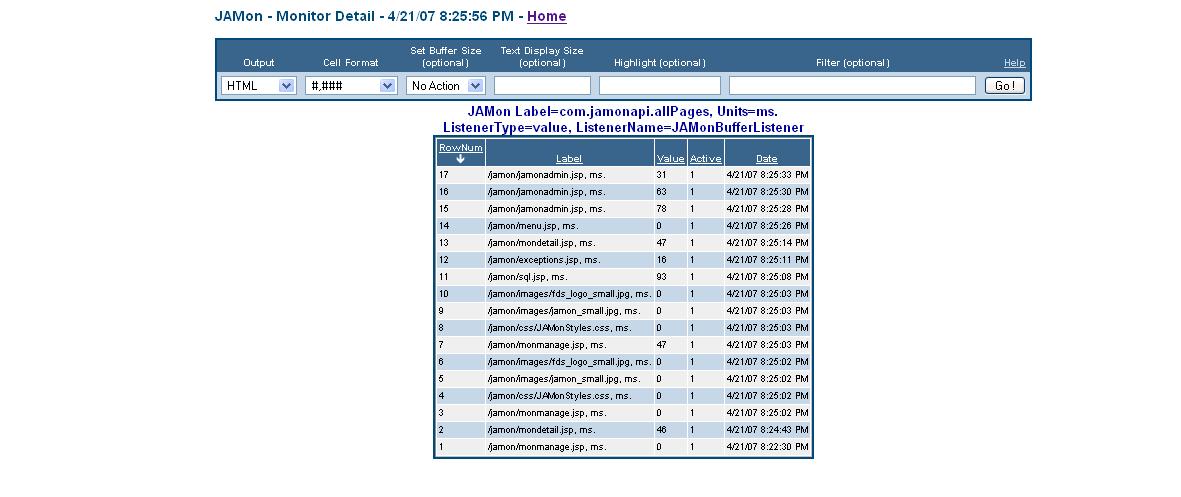 JAMon - Monitor Detail - 4/21/07 8:25:56 PM - Home
Output Cell Format Set Buffer Size (optional) Text Display Size (optional) Highlight (optional) Filter (optional) Help
HTML #,### No Action Go !
JAMon Label=com.jamonapi.allPages, Units=ms.
ListenerType=value, ListenerName=JAMonBufferListener
RowNum Label Value Active Date
17 /jamon/jamonadmin.jsp, ms. 31 1 4/21/07 8:25:33 PM
16 /jamon/jamonadmin.jsp, ms. 63 1 4/21/07 8:25:30 PM
15 /jamon/jamonadmin.jsp, ms. 78 1 4/21/07 8:25:28 PM
14 /jamon/menu.jsp, ms. 0 1 4/21/07 8:25:26 PM
13 /jamon/mondetail.jsp, ms. 47 1 4/21/07 8:25:14 PM
12 /jamon/exceptions.jsp, ms. 16 1 4/21/07 8:25:11 PM
11 /jamon/sql.jsp, ms. 93 1 4/21/07 8:25:08 PM
10 /jamon/images/fds_logo_small.jpg, ms. 0 1 4/21/07 8:25:03 PM
9 /jamon/images/jamon_small.jpg, ms. 0 1 4/21/07 8:25:03 PM
8 /jamon/css/JAMonStyles.css, ms. 0 1 4/21/07 8:25:03 PM
7 /jamon/monmanage.jsp, ms. 47 1 4/21/07 8:25:03 PM
6 /jamon/images/fds_logo_small.jpg, ms. 0 1 4/21/07 8:25:02 PM
5 /jamon/images/jamon_small.jpg, ms. 0 1 4/21/07 8:25:02 PM
4 /jamon/css/JAMonStyles.css, ms. 0 1 4/21/07 8:25:02 PM
3 /jamon/monmanage.jsp, ms. 0 1 4/21/07 8:25:02 PM
2 /jamon/mondetail.jsp, ms. 46 1 4/21/07 8:24:43 PM
1 /jamon/monmanage.jsp, ms. 0 1 4/21/07 8:22:30 PM